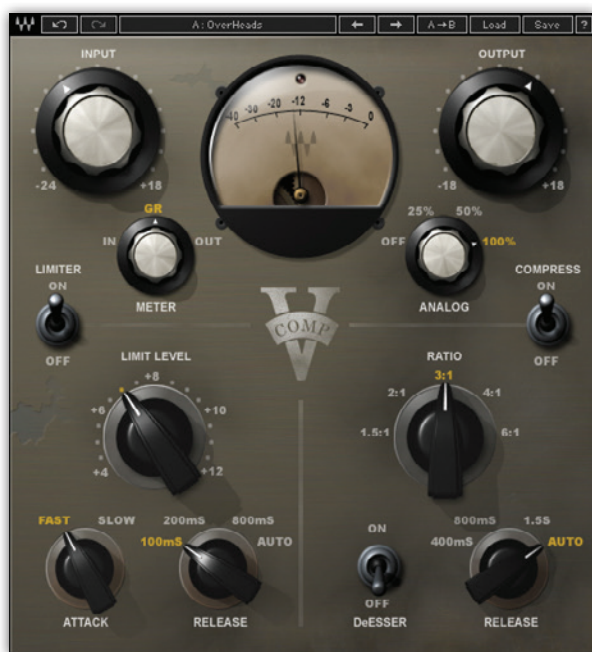 A: OverHeads
A→B
Load
Save
?
INPUT
OUTPUT
-40 -30 -20 -12 -6 -3 0
-24
+18
-18
+18
GR
IN
OUT
METER
25%
50%
OFF
100%
ANALOG
LIMITER
ON
OFF
COMPRESS
ON
OFF
V
COMP
LIMIT LEVEL
+8
+6
+10
+4
+12
RATIO
3:1
2:1
4:1
1.5:1
6:1
FAST
SLOW
ATTACK
200mS
800mS
100mS
AUTO
RELEASE
ON
OFF
DeESSER
800mS
1.5S
400mS
AUTO
RELEASE